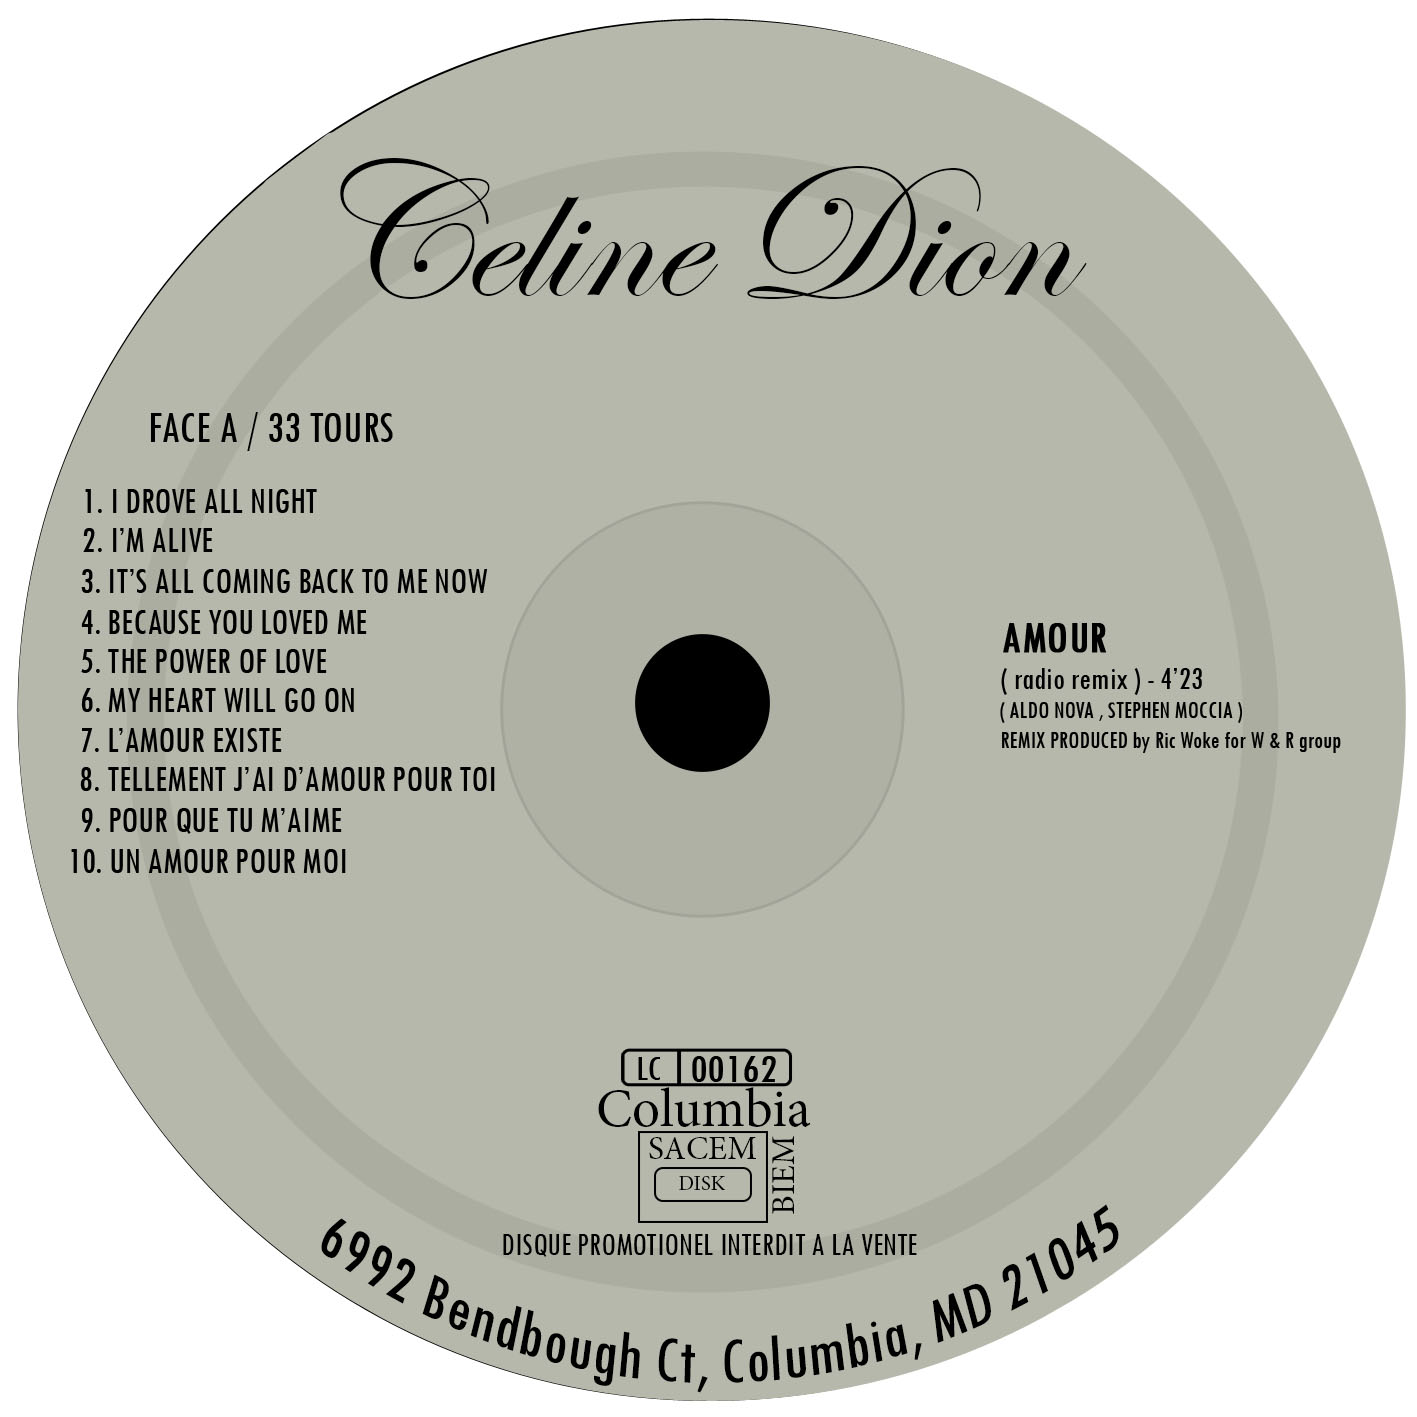 Celine Dion
FACE A / 33 TOURS
1. I DROVE ALL NIGHT
2. I'M ALIVE
3. IT'S ALL COMING BACK TO ME NOW
4. BECAUSE YOU LOVED ME
5. THE POWER OF LOVE
6. MY HEART WILL GO ON
7. L'AMOUR EXISTE
8. TELLEMENT J'AI D'AMOUR POUR TOI
9. POUR QUE TU M'AIME
10. UN AMOUR POUR MOI
AMOUR
( radio remix ) - 4'23
( ALDO NOVA , STEPHEN MOCCIA )
REMIX PRODUCED by Ric Woke for W & R group
LC 00162
Columbia
SACEM
DISK
BIEM
DISQUE PROMOTIONEL INTERDIT A LA VENTE
6992 Bendbough Ct, Columbia, MD 21045